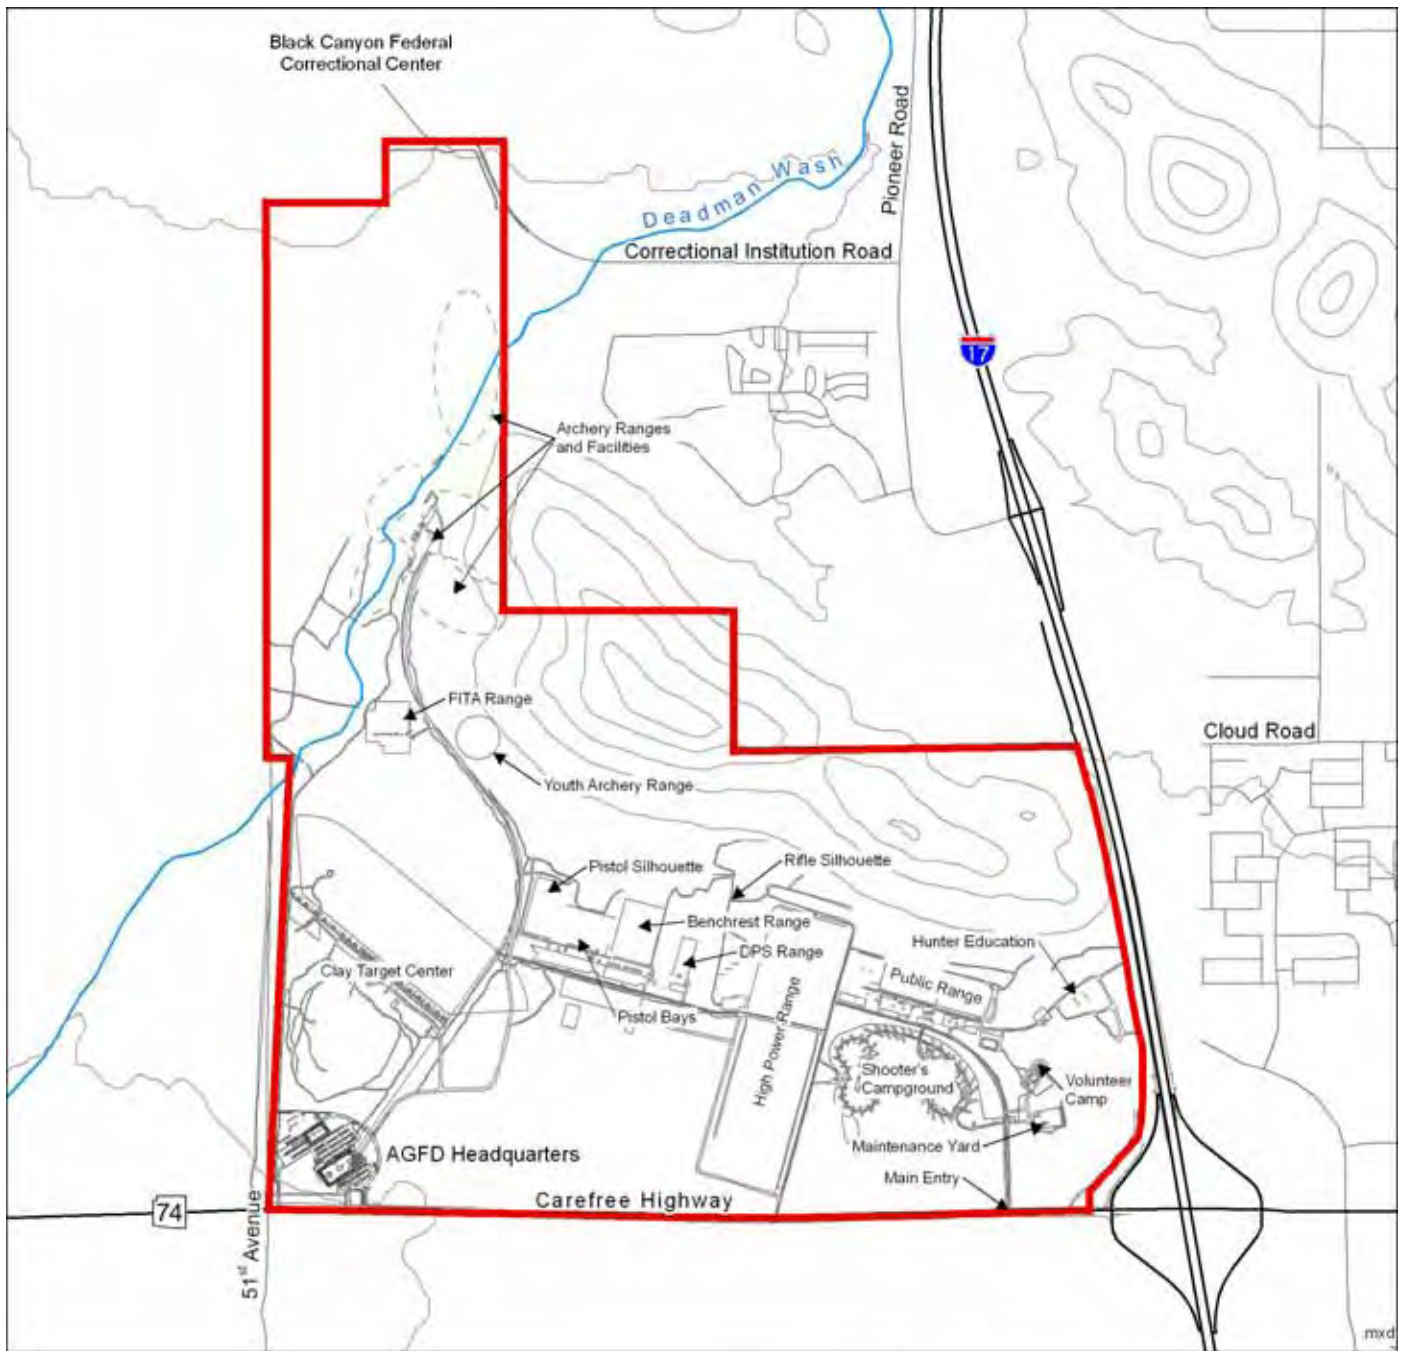 Black Canyon Federal
Correctional Center
Pioneer Road
Deadman Wash
Correctional Institution Road
17
Archery Ranges
and Facilities
FITA Range
Cloud Road
Youth Archery Range
Pistol Silhouette
Rifle Silhouette
Benchrest Range
Hunter Education
DPS Range
Clay Target Center
Public Range
Pistol Bays
High Power Range
Shooter's
Campground
Volunteer
Camp
Maintenance Yard
AGFD Headquarters
Main Entry
Carefree Highway
74
51st Avenue
mxd